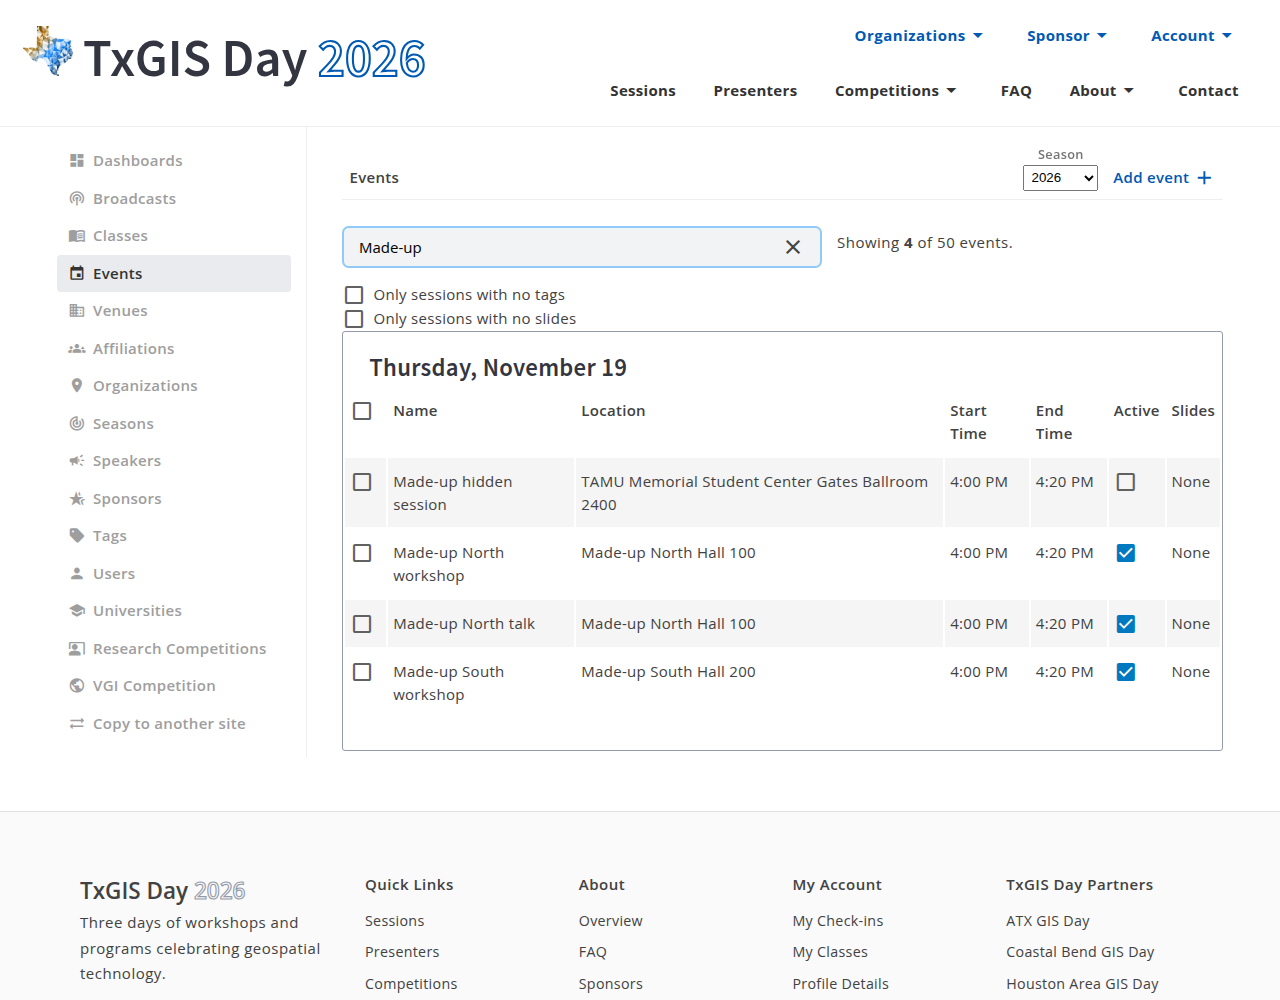 TxGIS Day 2026
Organizations
Sponsor
Account
Sessions
Presenters
Competitions
FAQ
About
Contact
Dashboards
Broadcasts
Classes
Events
Venues
Affiliations
Organizations
Seasons
Speakers
Sponsors
Tags
Users
Universities
Research Competitions
VGI Competition
Copy to another site
Events
Season
2026
Add event
Made-up
Showing 4 of 50 events.
Only sessions with no tags
Only sessions with no slides
Thursday, November 19
Name Location Start Time End Time Active Slides
Made-up hidden session TAMU Memorial Student Center Gates Ballroom 2400 4:00 PM 4:20 PM None
Made-up North workshop Made-up North Hall 100 4:00 PM 4:20 PM None
Made-up North talk Made-up North Hall 100 4:00 PM 4:20 PM None
Made-up South workshop Made-up South Hall 200 4:00 PM 4:20 PM None
TxGIS Day 2026
Three days of workshops and
programs celebrating geospatial
technology.
Quick Links
Sessions
Presenters
Competitions
About
Overview
FAQ
Sponsors
My Account
My Check-ins
My Classes
Profile Details
TxGIS Day Partners
ATX GIS Day
Coastal Bend GIS Day
Houston Area GIS Day